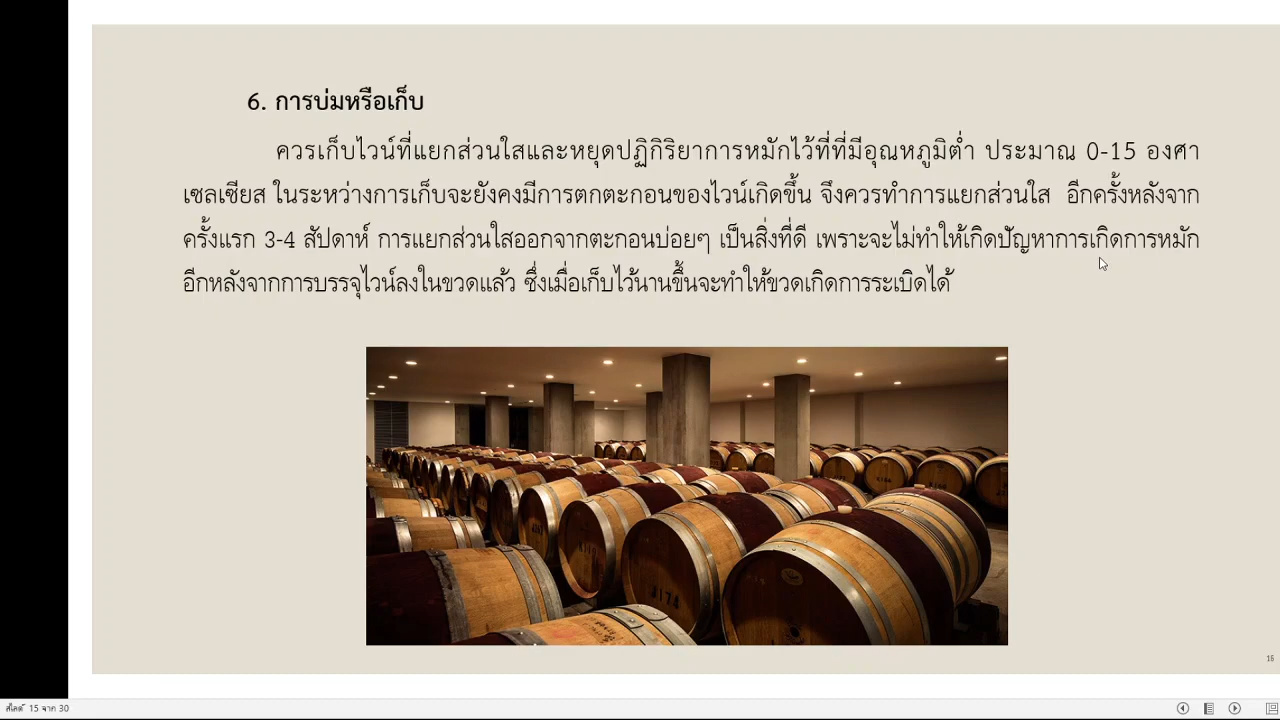 6. การบ่มหรือเก็บ
ควรเก็บไวน์ที่แยกส่วนใสและหยุดปฏิกิริยาการหมักไว้ที่ที่มีอุณหภูมิต่ำ ประมาณ 0-15 องศา
เซลเซียส ในระหว่างการเก็บจะยังคงมีการตกตะกอนของไวน์เกิดขึ้น จึงควรทำการแยกส่วนใส อีกครั้งหลังจาก
ครั้งแรก 3-4 สัปดาห์ การแยกส่วนใสออกจากตะกอนบ่อยๆ เป็นสิ่งที่ดี เพราะจะไม่ทำให้เกิดปัญหาการเกิดการหมัก
อีกหลังจากการบรรจุไวน์ลงในขวดแล้ว ซึ่งเมื่อเก็บไว้นานขึ้นจะทำให้ขวดเกิดการระเบิดได้
16
สไลด์ 15 จาก 30